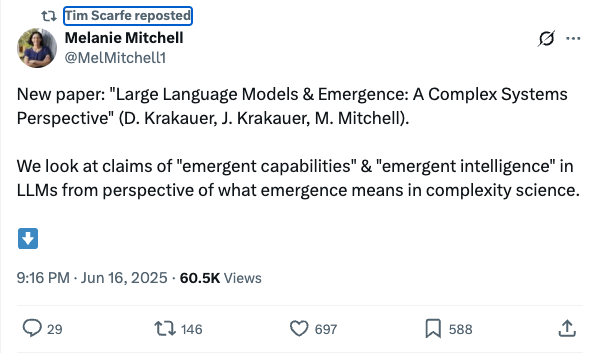 Tim Scarfe reposted
Melanie Mitchell
@MelMitchell1
New paper: "Large Language Models & Emergence: A Complex Systems
Perspective" (D. Krakauer, J. Krakauer, M. Mitchell).
We look at claims of "emergent capabilities" & "emergent intelligence" in
LLMs from perspective of what emergence means in complexity science.
9:16 PM · Jun 16, 2025 · 60.5K Views
29 146 697 588